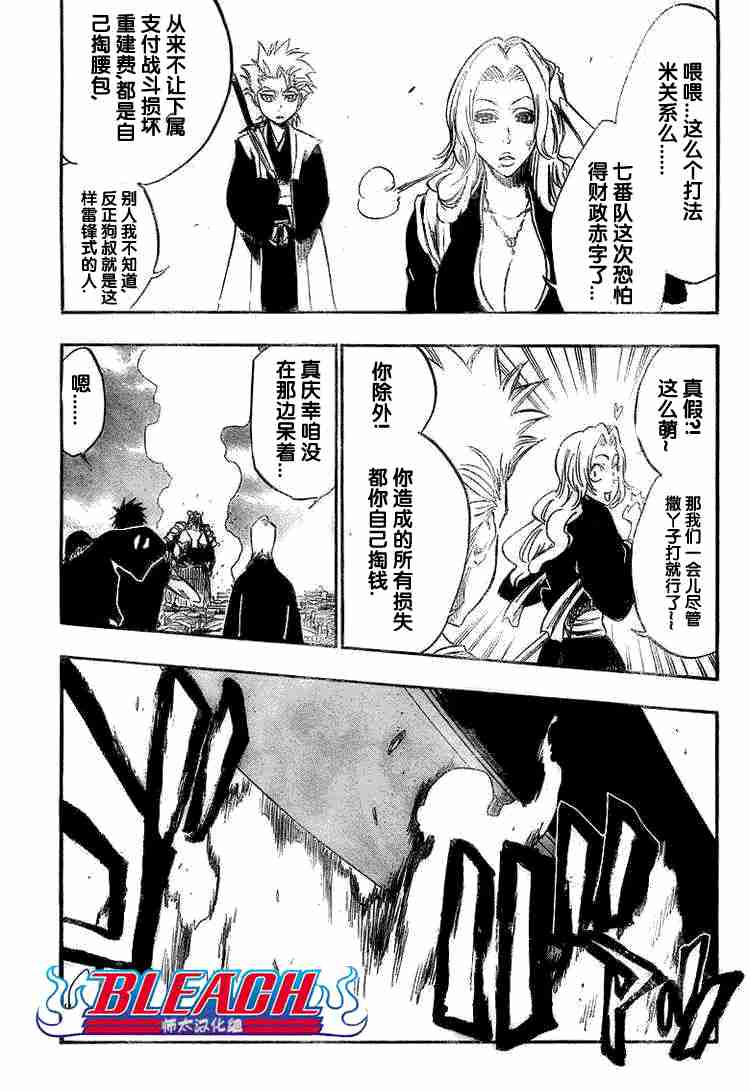 喂喂...这么个打法
米关系么......
七番队这次恐怕
得财政赤字了...
从来不让下属
支付战斗损坏
重建费,都是自
己掏腰包.
别人我不知道,
反正狗叔就是这
样雷锋式的人.
真假?!
这么萌~
那我们一会儿尽管
撒丫子打就行了~~
你除外!
你造成的所有损失
都你自己掏钱.
真庆幸咱没
在那边呆着...
嗯......
BLEACH
师太汉化组